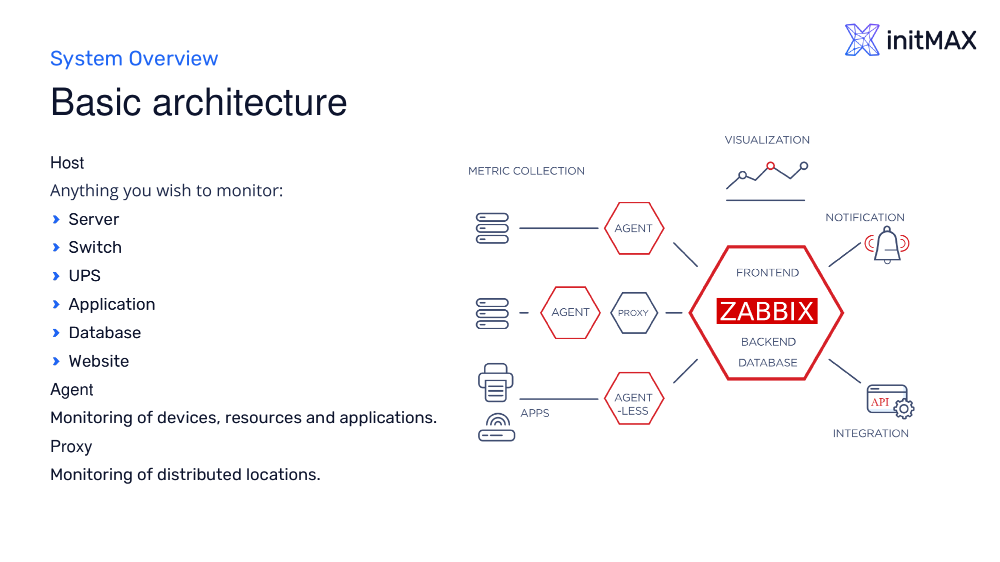 initMAX
System Overview
Basic architecture
Host
Anything you wish to monitor:
Server
Switch
UPS
Application
Database
Website
Agent
Monitoring of devices, resources and applications.
Proxy
Monitoring of distributed locations.
VISUALIZATION
METRIC COLLECTION
NOTIFICATION
AGENT
FRONTEND
AGENT
PROXY
ZABBIX
BACKEND
DATABASE
AGENT
-LESS
APPS
API
INTEGRATION